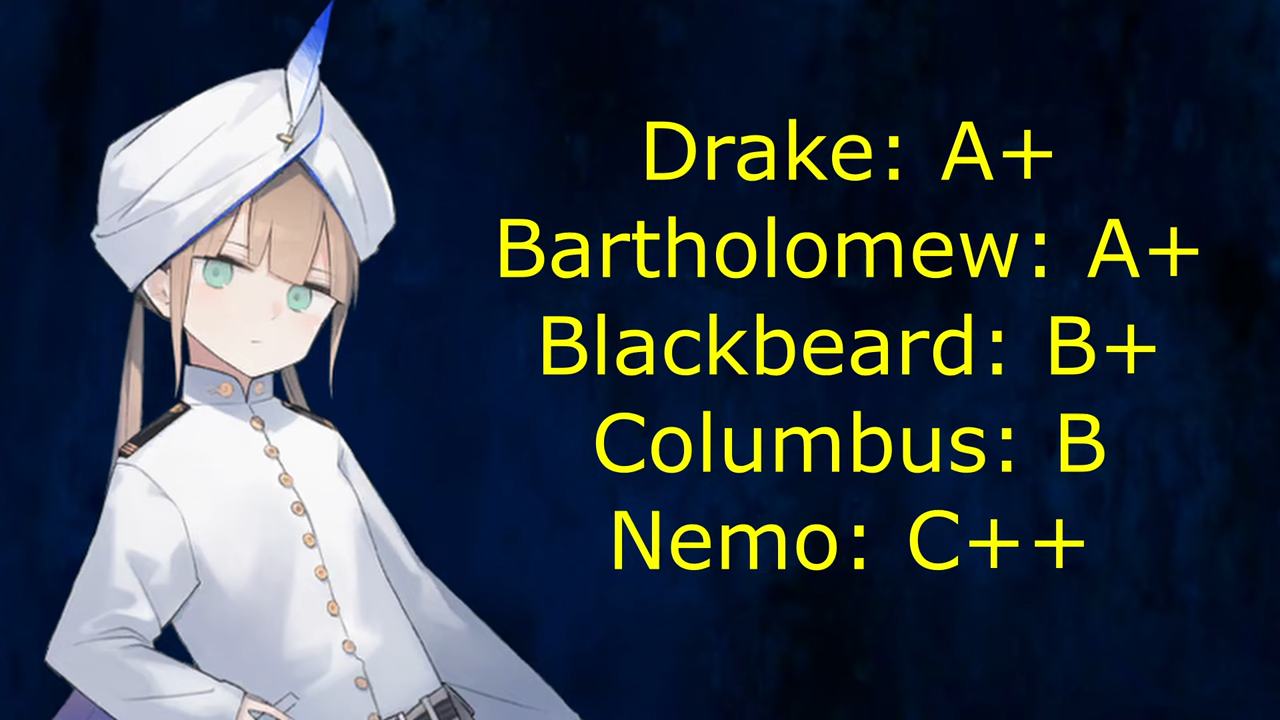 Drake: A+
Bartholomew: A+
Blackbeard: B+
Columbus: B
Nemo: C++